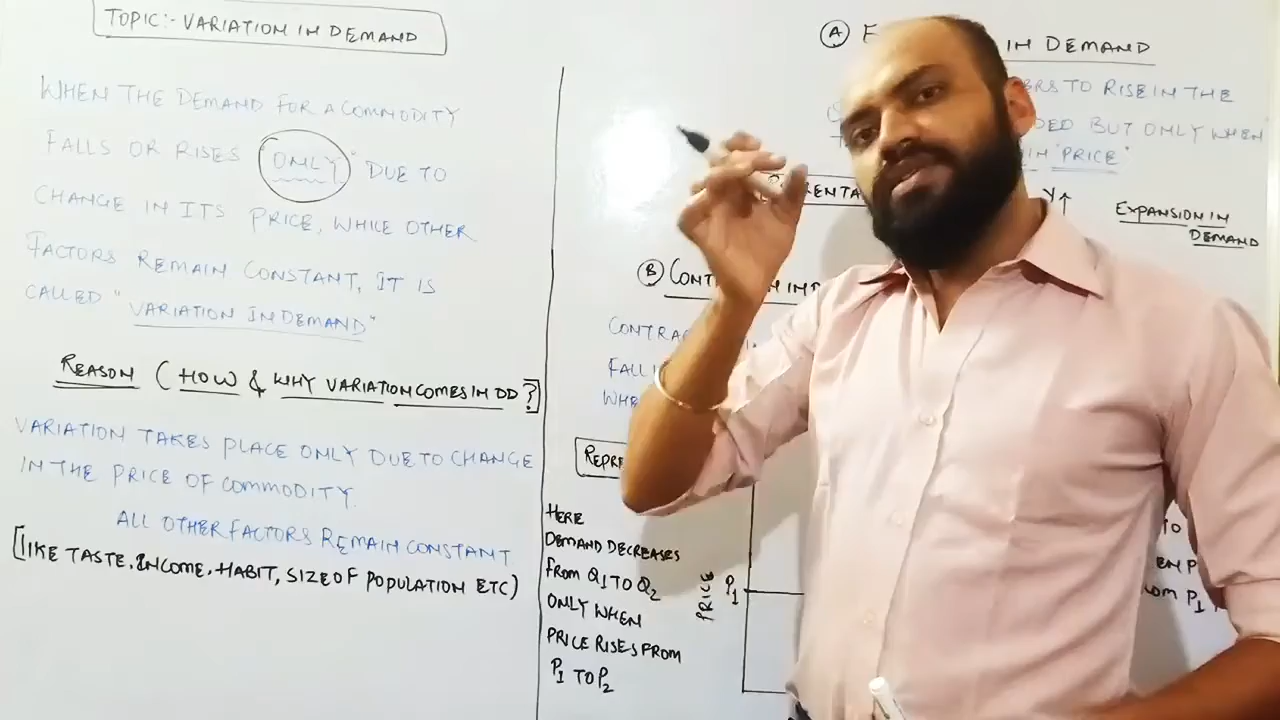 TOPIC:- VARIATION IN DEMAND
WHEN THE DEMAND FOR A COMMODITY
FALLS OR RISES "ONLY" DUE TO
CHANGE IN ITS PRICE, WHILE OTHER
FACTORS REMAIN CONSTANT, IT IS
CALLED "VARIATION IN DEMAND"
REASON (HOW & WHY VARIATION COMES IN DD?]
VARIATION TAKES PLACE ONLY DUE TO CHANGE
IN THE PRICE OF COMMODITY.
ALL OTHER FACTORS REMAIN CONSTANT
[LIKE TASTE, INCOME, HABIT, SIZE OF POPULATION ETC)
(A) IN DEMAND
TO RISE IN THE
BUT ONLY WHEN
IN "PRICE"
Y↑
EXPANSION IN
DEMAND
(B)
HERE
DEMAND DECREASES
FROM Q1 TO Q2
ONLY WHEN
PRICE RISES FROM
P1 TO P2
PRICE
P1
TO
P1